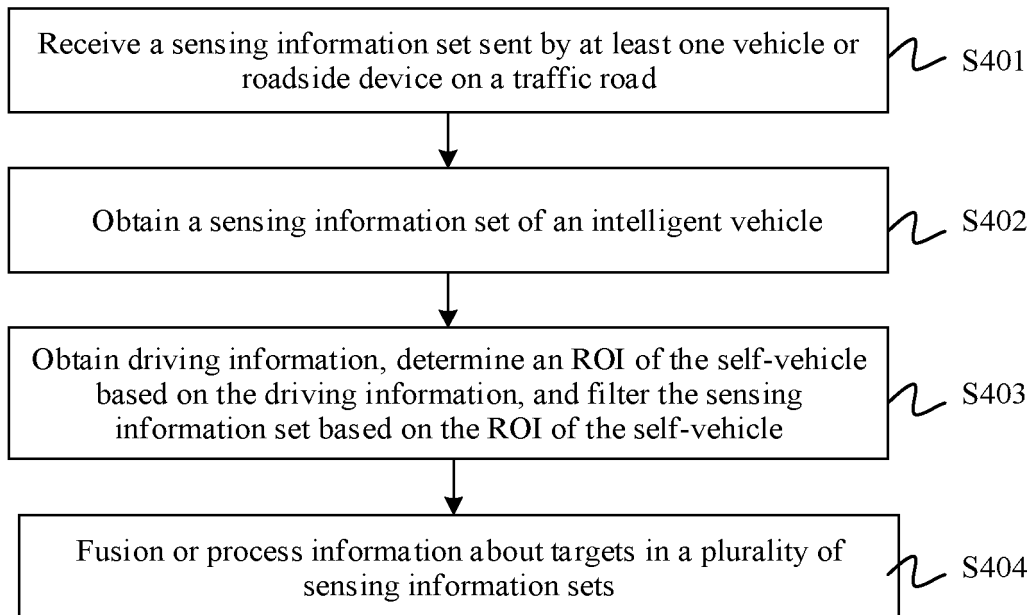 Receive a sensing information set sent by at least one vehicle or
roadside device on a traffic road
S401
Obtain a sensing information set of an intelligent vehicle
S402
Obtain driving information, determine an ROI of the self-vehicle
based on the driving information, and filter the sensing
information set based on the ROI of the self-vehicle
S403
Fusion or process information about targets in a plurality of
sensing information sets
S404